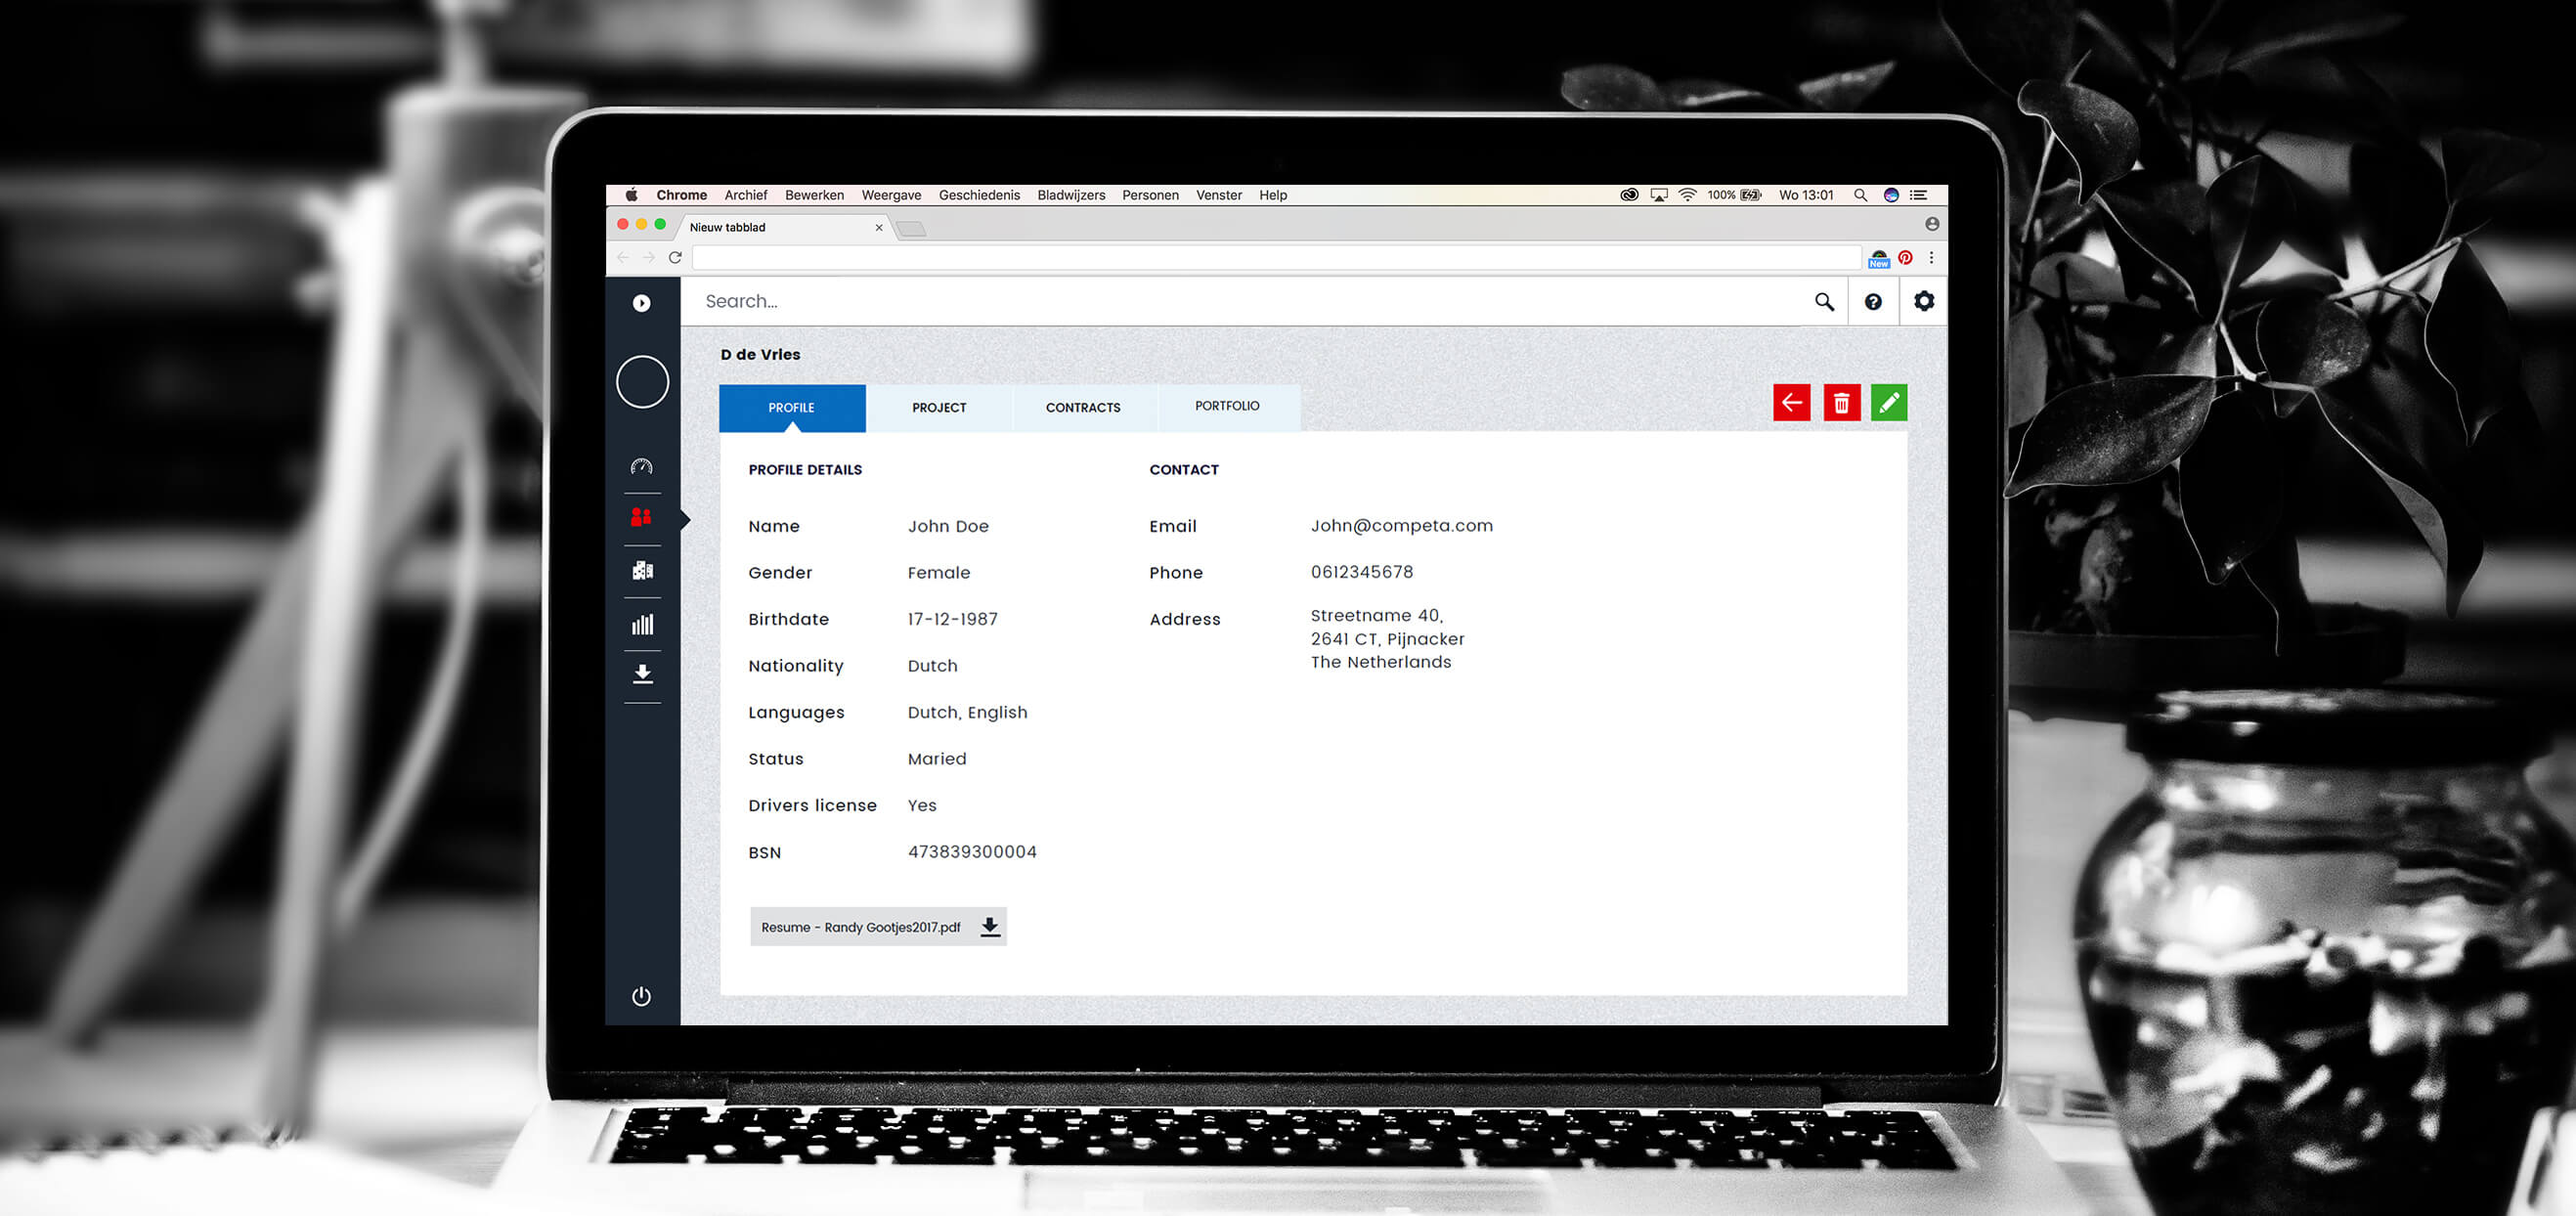 Chrome Archief Bewerken Weergave Geschiedenis Bladwijzers Personen Venster Help 100% Wo 13:01
Nieuw tabblad
New
Search...
D de Vries
PROFILE PROJECT CONTRACTS PORTFOLIO
PROFILE DETAILS CONTACT
Name John Doe Email John@competa.com
Gender Female Phone 0612345678
Birthdate 17-12-1987 Address Streetname 40,
2641 CT, Pijnacker
The Netherlands
Nationality Dutch
Languages Dutch, English
Status Maried
Drivers license Yes
BSN 473839300004
Resume - Randy Gootjes2017.pdf